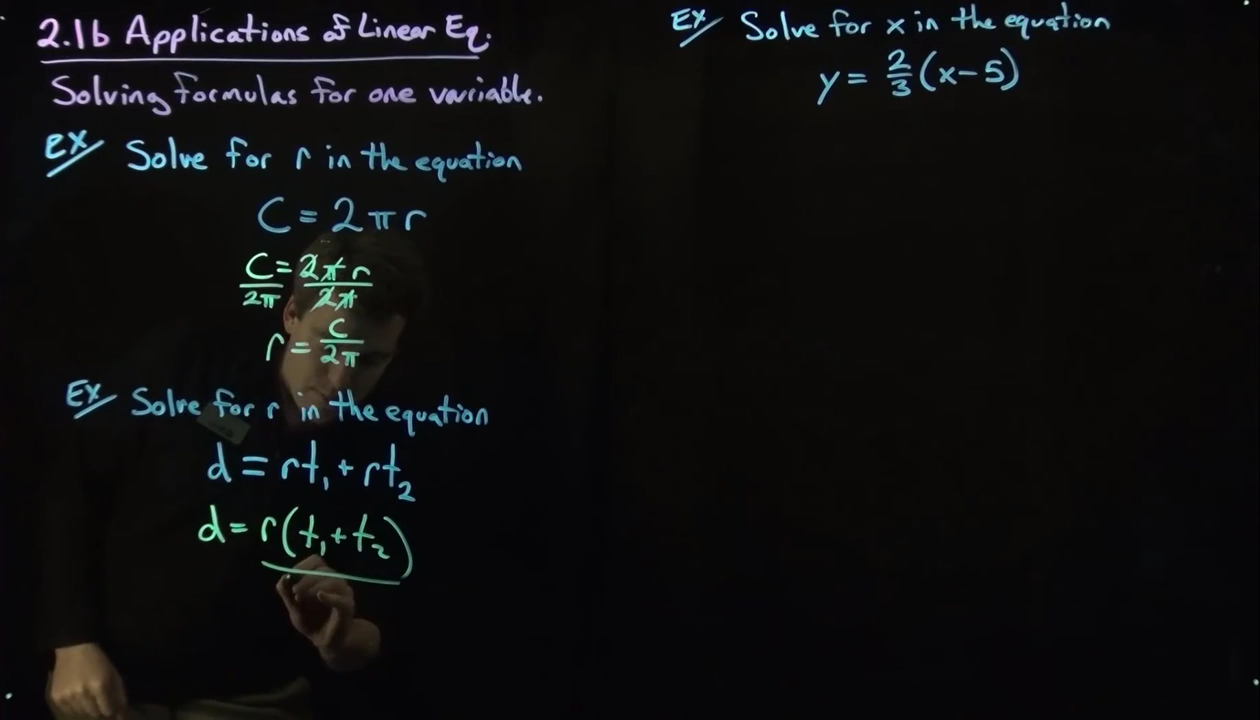 2.1b Applications of Linear Eq.
Solving formulas for one variable.
Ex Solve for r in the equation
C = 2πr
C/2π = 2πr/2π
r = C/2π
Ex Solve for r in the equation
d = rt₁ + rt₂
d = r(t₁ + t₂)
Ex Solve for x in the equation
y = 2/3(x-5)